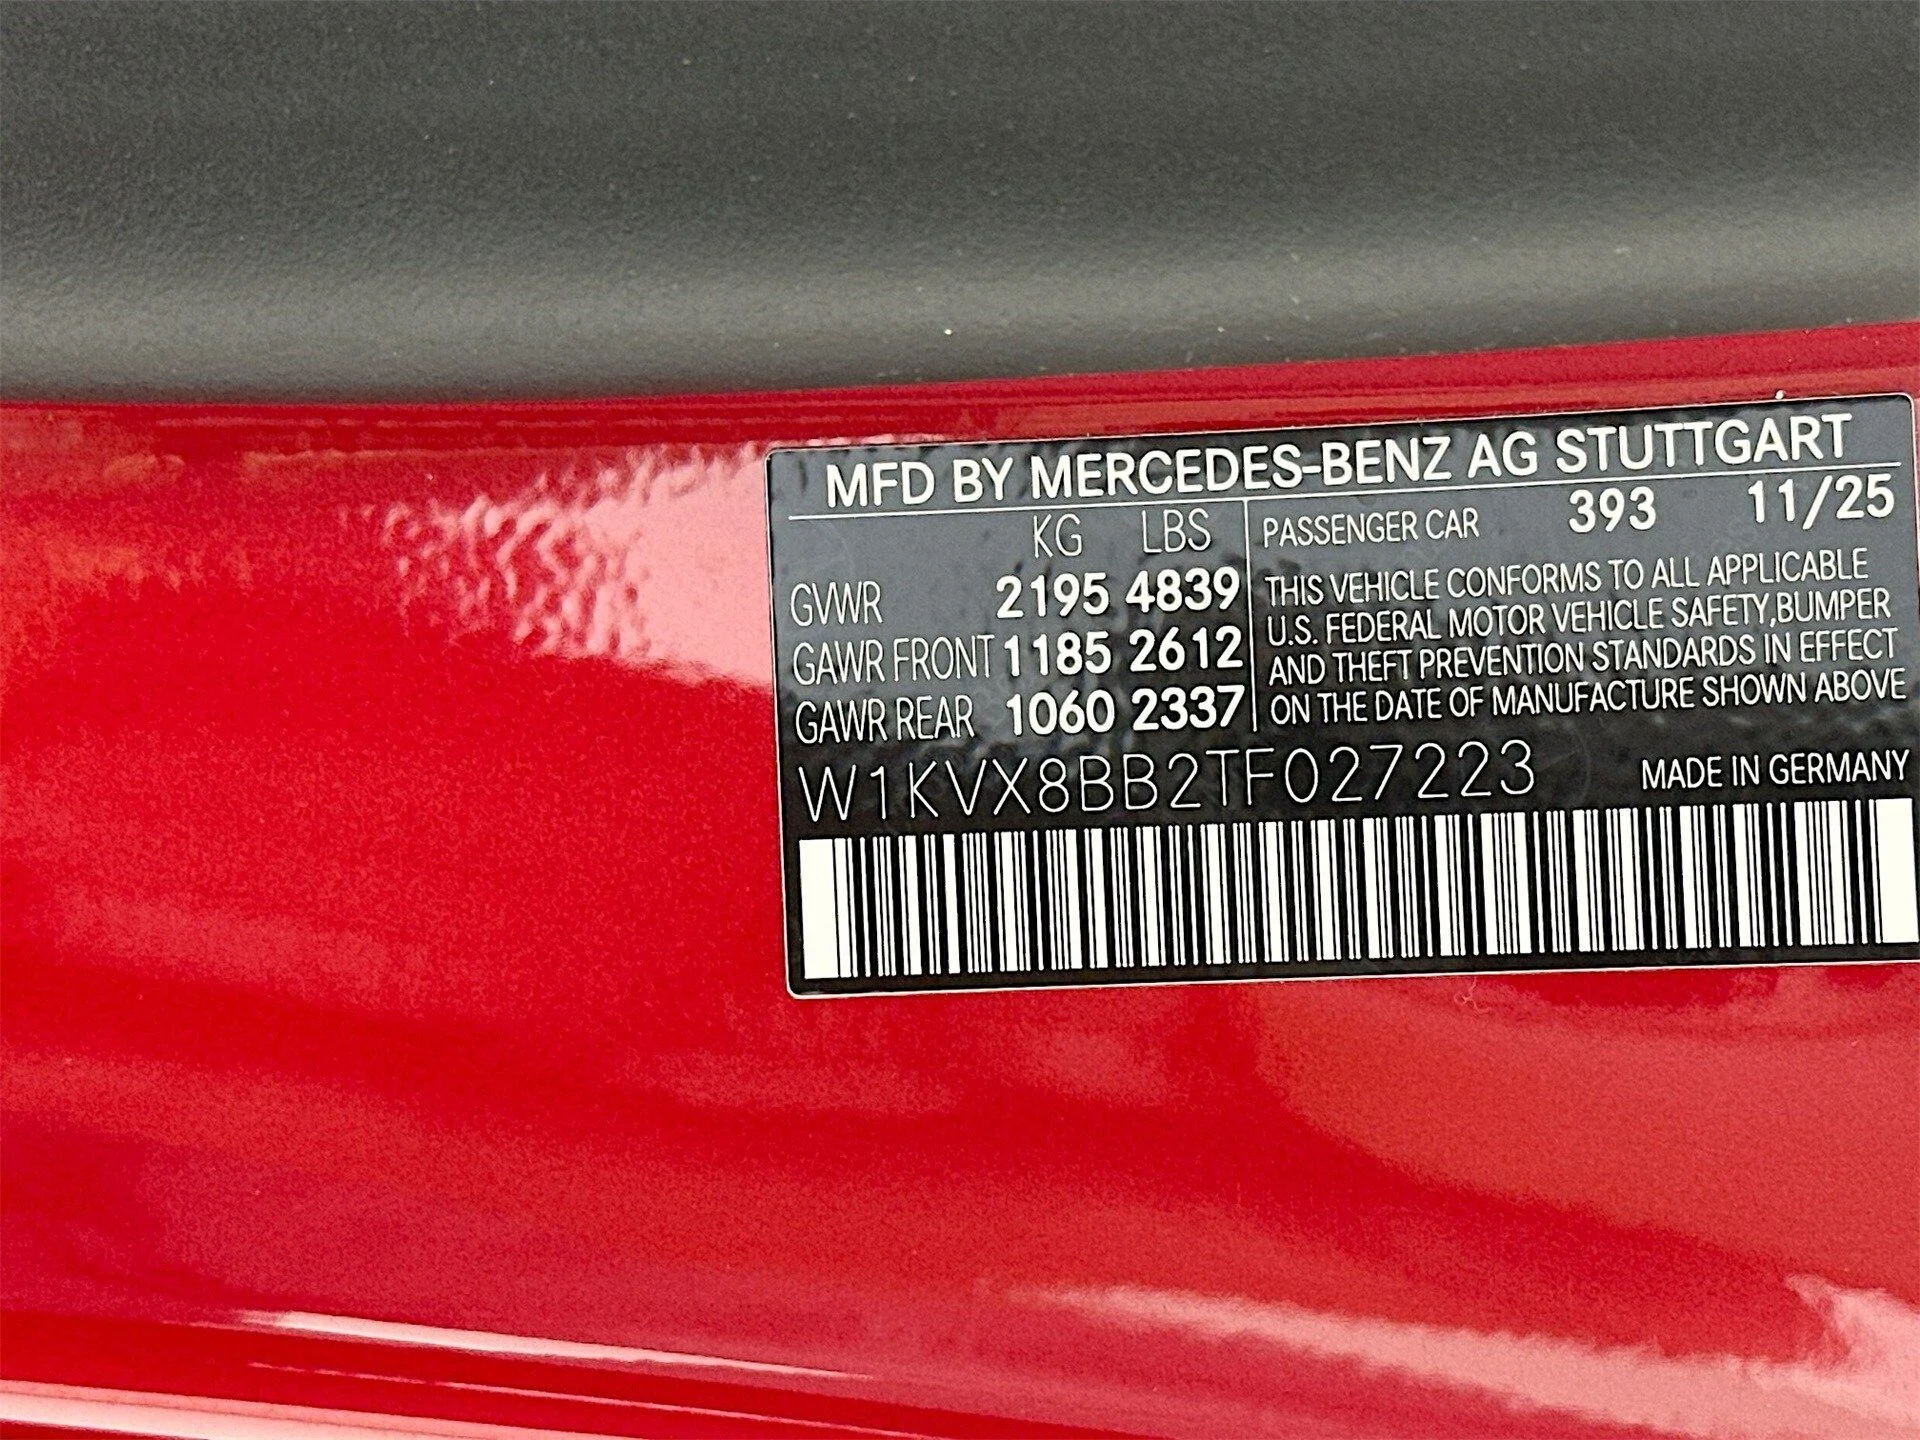 MFD BY MERCEDES-BENZ AG STUTTGART
KG LBS
GVWR 2195 4839
GAWR FRONT 1185 2612
GAWR REAR 1060 2337
PASSENGER CAR 393 11/25
THIS VEHICLE CONFORMS TO ALL APPLICABLE
U.S. FEDERAL MOTOR VEHICLE SAFETY,BUMPER
AND THEFT PREVENTION STANDARDS IN EFFECT
ON THE DATE OF MANUFACTURE SHOWN ABOVE
W1KVX8BB2TF027223 MADE IN GERMANY